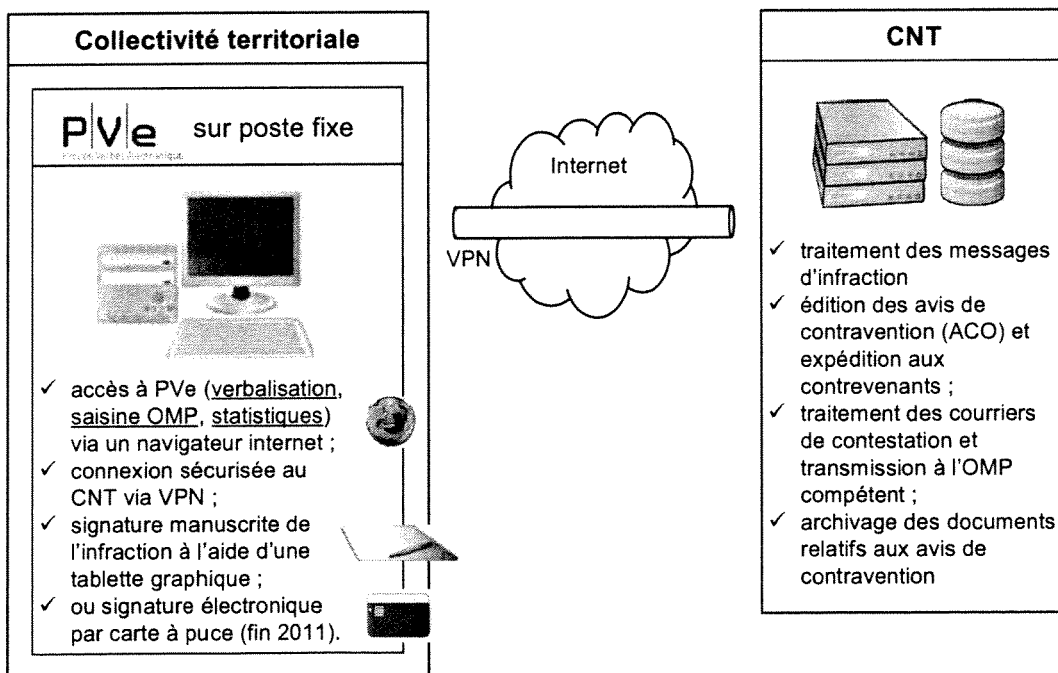 Collectivité territoriale
PVe sur poste fixe
✓ accès à PVe (verbalisation,
saisine OMP, statistiques)
via un navigateur internet ;
✓ connexion sécurisée au
CNT via VPN ;
✓ signature manuscrite de
l'infraction à l'aide d'une
tablette graphique ;
✓ ou signature électronique
par carte à puce (fin 2011).
Internet
VPN
CNT
✓ traitement des messages
d'infraction
✓ édition des avis de
contravention (ACO) et
expédition aux
contrevenants ;
✓ traitement des courriers
de contestation et
transmission à l'OMP
compétent ;
✓ archivage des documents
relatifs aux avis de
contravention